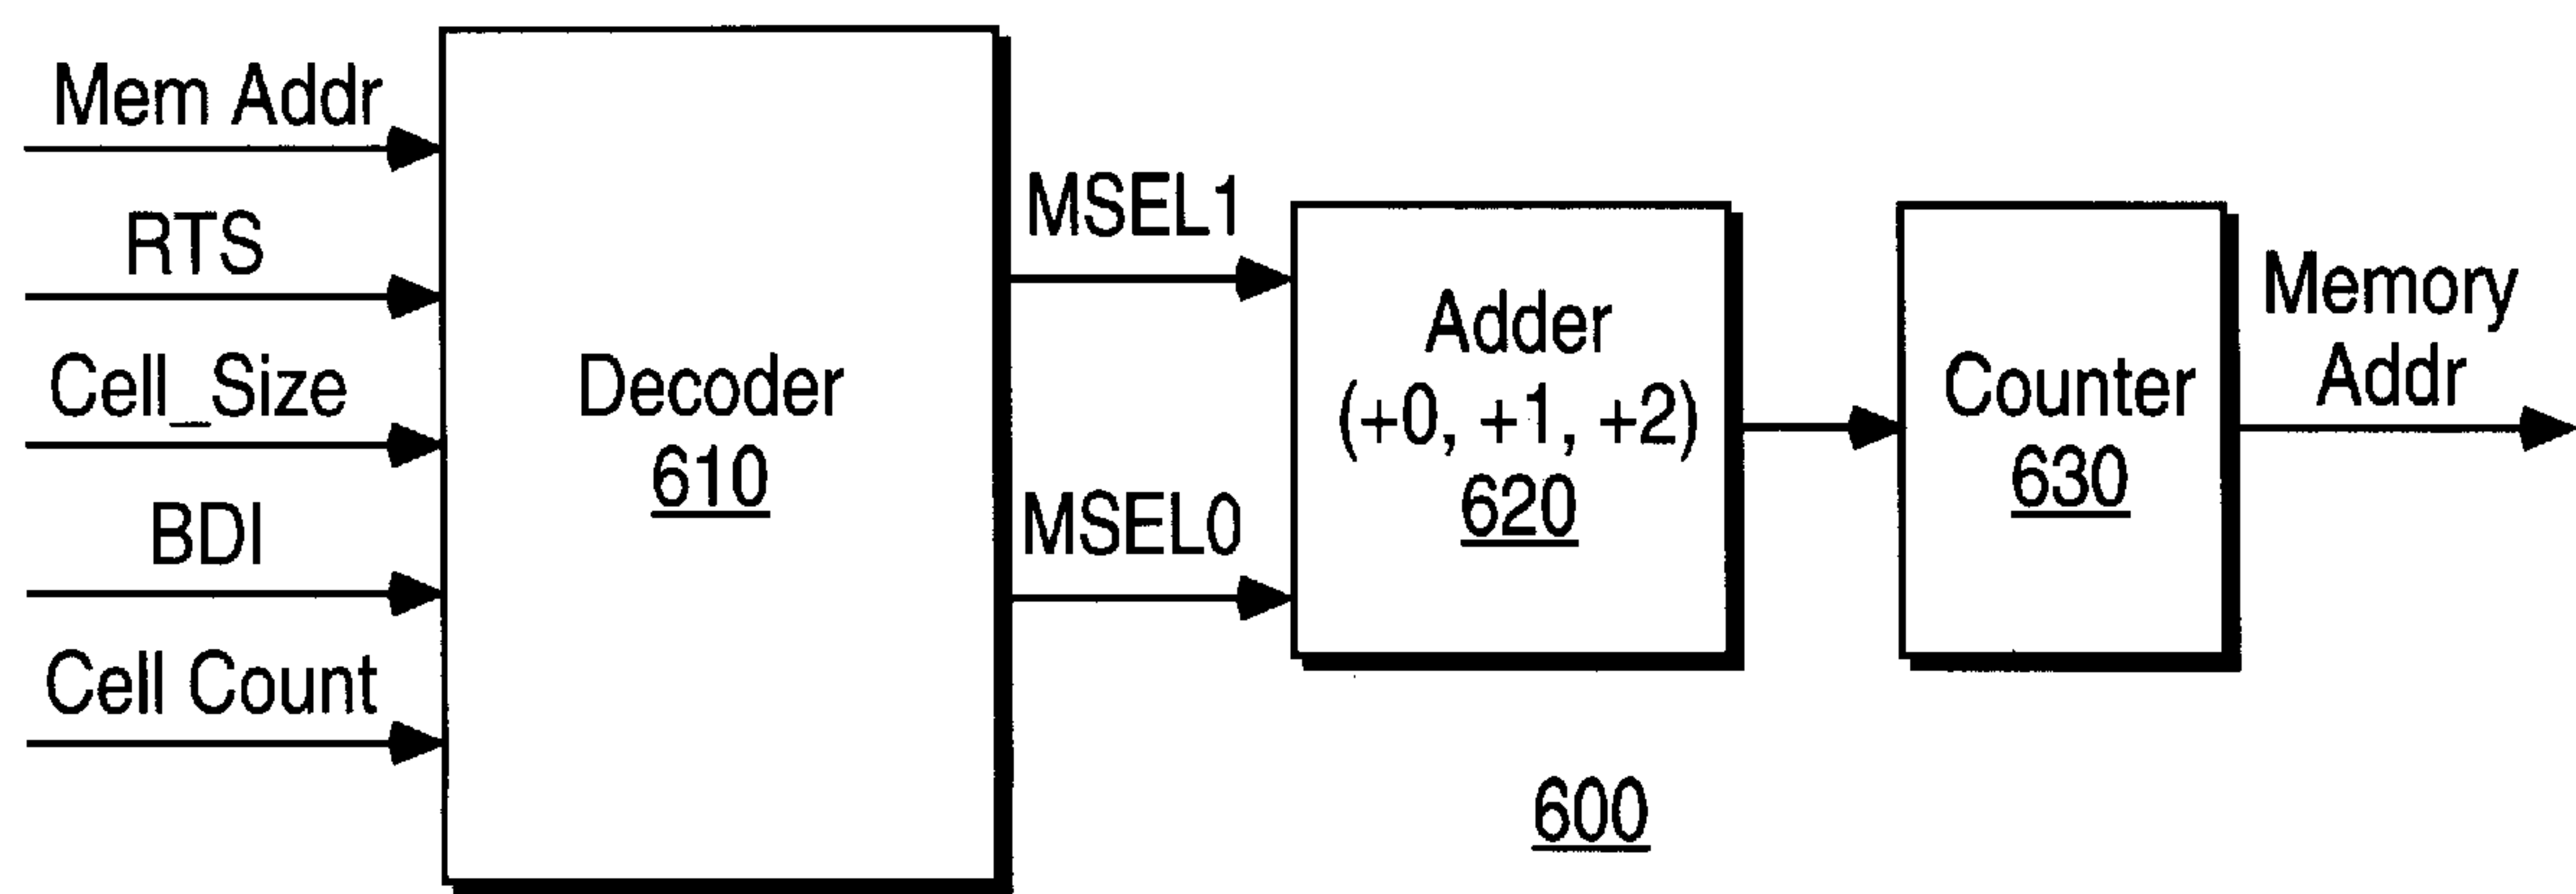 Mem Addr
RTS
Cell_Size
BDI
Cell Count
Decoder
610
MSEL1
MSEL0
Adder
(+0, +1, +2)
620
Counter
630
Memory
Addr
600